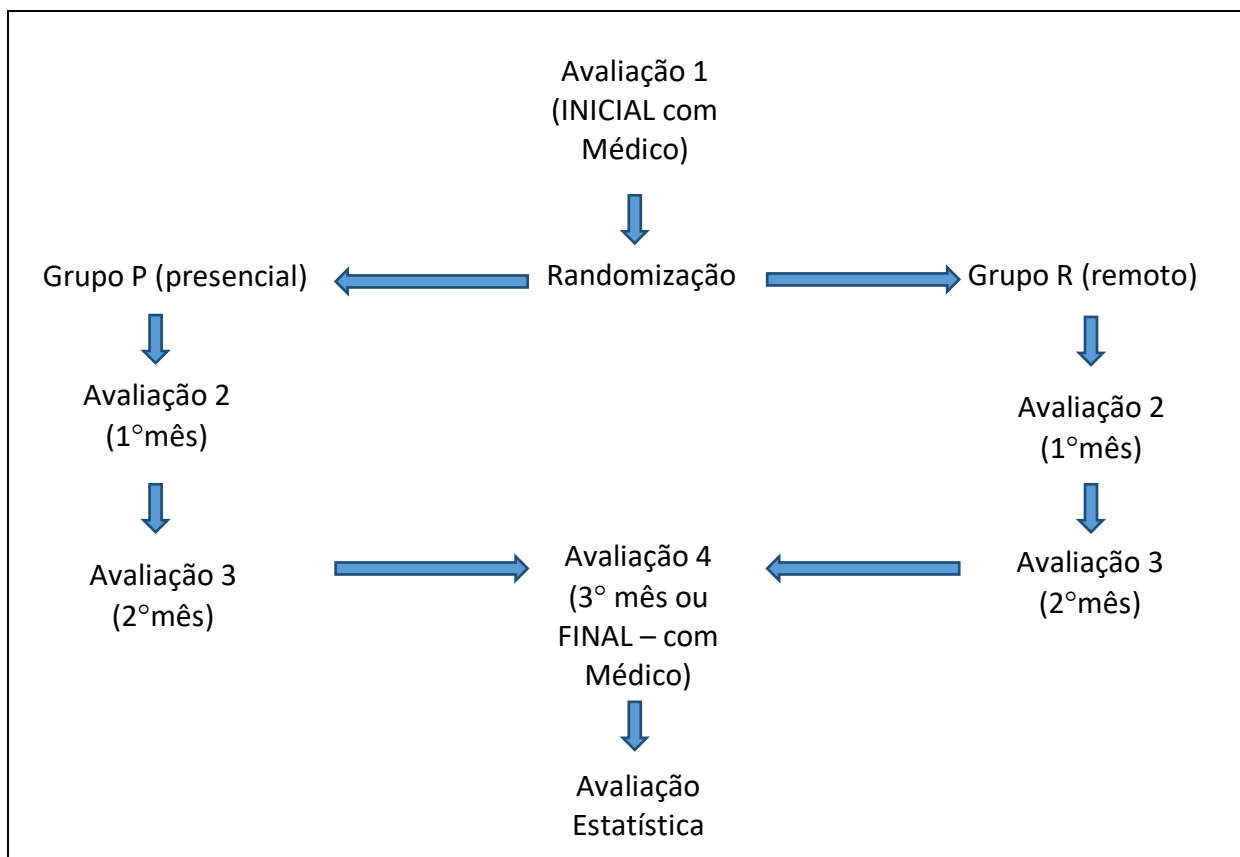 Avaliação 1
(INICIAL com
Médico)
Grupo P (presencial)
Randomização
Grupo R (remoto)
Avaliação 2
(1°mês)
Avaliação 2
(1°mês)
Avaliação 3
(2°mês)
Avaliação 4
(3° mês ou
FINAL – com
Médico)
Avaliação 3
(2°mês)
Avaliação
Estatística